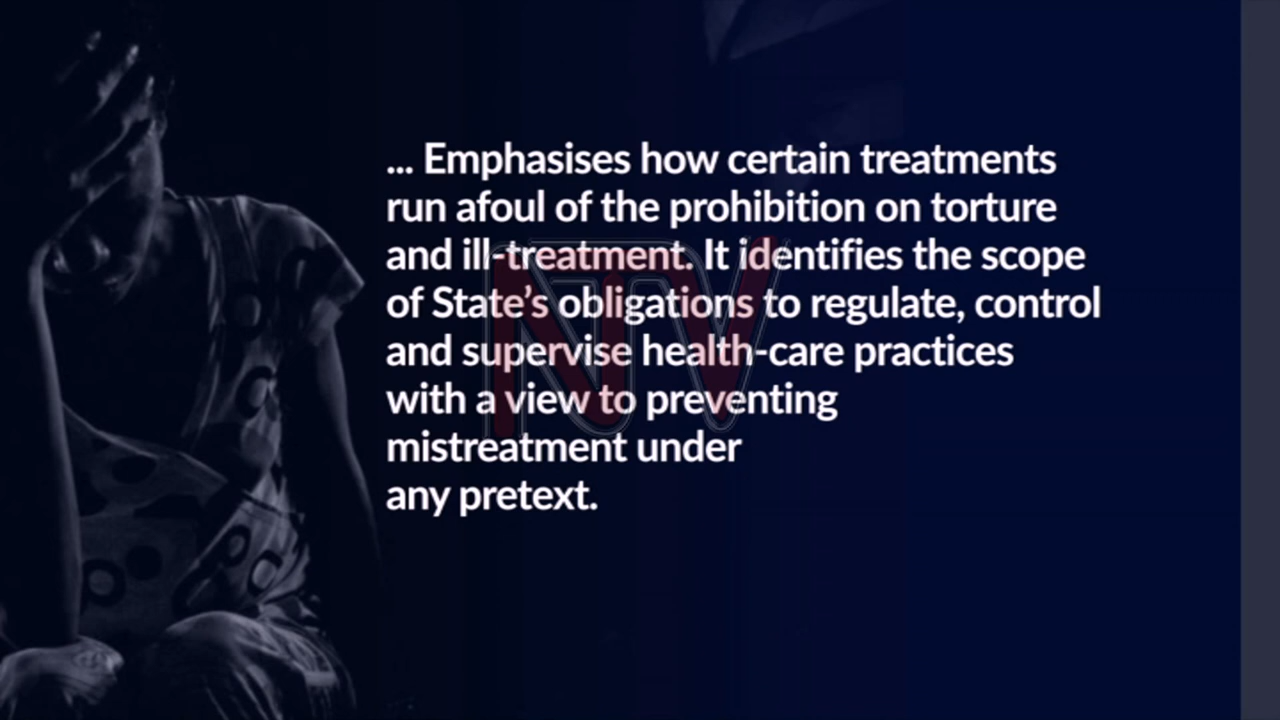 ... Emphasises how certain treatments
run afoul of the prohibition on torture
and ill-treatment. It identifies the scope
of State’s obligations to regulate, control
and supervise health-care practices
with a view to preventing
mistreatment under
any pretext.
NTV